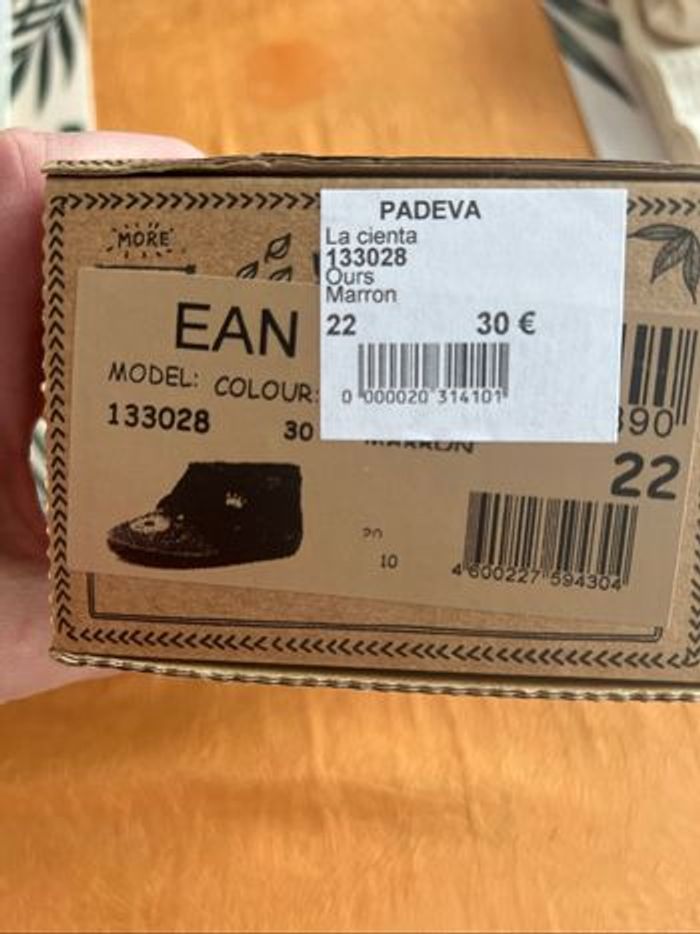 MORE
PADEVA
La cienta
133028
Ours
Marron
22 30 €
0 000020 314101
EAN
MODEL: COLOUR:
133028 30
MARRON
390
22
20
10
4 600227 594304